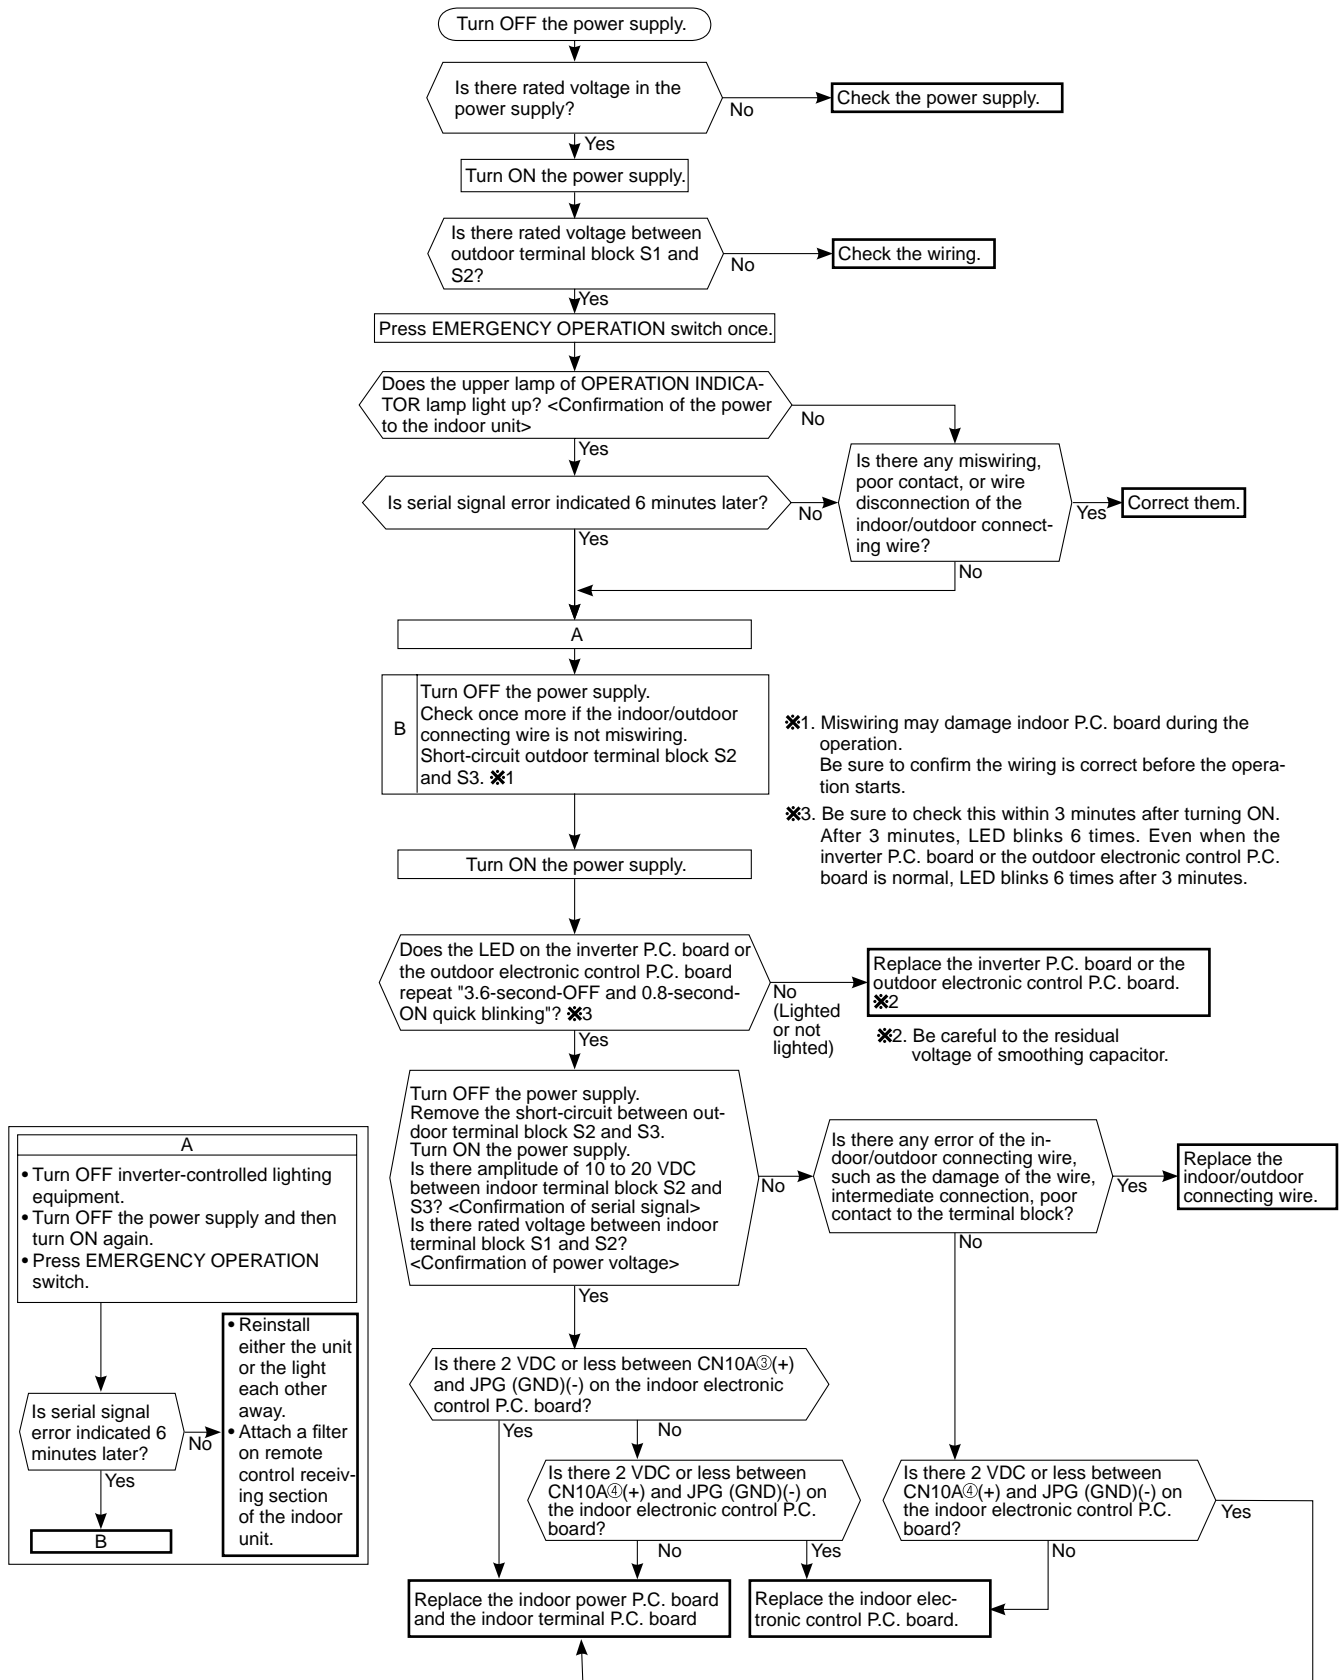 Turn OFF the power supply.
Is there rated voltage in the
power supply?
No
Check the power supply.
Yes
Turn ON the power supply.
Is there rated voltage between
outdoor terminal block S1 and
S2?
No
Check the wiring.
Yes
Press EMERGENCY OPERATION switch once.
Does the upper lamp of OPERATION INDICA-
TOR lamp light up? <Confirmation of the power
to the indoor unit>
No
Yes
Is there any miswiring,
poor contact, or wire
disconnection of the
indoor/outdoor connect-
ing wire?
Yes
Correct them.
No
Is serial signal error indicated 6 minutes later?
No
Yes
A
B
Turn OFF the power supply.
Check once more if the indoor/outdoor
connecting wire is not miswiring.
Short-circuit outdoor terminal block S2
and S3. ※1
※1. Miswiring may damage indoor P.C. board during the
operation.
Be sure to confirm the wiring is correct before the opera-
tion starts.
※3. Be sure to check this within 3 minutes after turning ON.
After 3 minutes, LED blinks 6 times. Even when the
inverter P.C. board or the outdoor electronic control P.C.
board is normal, LED blinks 6 times after 3 minutes.
Turn ON the power supply.
Does the LED on the inverter P.C. board or
the outdoor electronic control P.C. board
repeat "3.6-second-OFF and 0.8-second-
ON quick blinking"? ※3
No
(Lighted
or not
lighted)
Replace the inverter P.C. board or the
outdoor electronic control P.C. board.
※2
※2. Be careful to the residual
voltage of smoothing capacitor.
Yes
Turn OFF the power supply.
Remove the short-circuit between out-
door terminal block S2 and S3.
Turn ON the power supply.
Is there amplitude of 10 to 20 VDC
between indoor terminal block S2 and
S3? <Confirmation of serial signal>
Is there rated voltage between indoor
terminal block S1 and S2?
<Confirmation of power voltage>
No
Is there any error of the in-
door/outdoor connecting wire,
such as the damage of the wire,
intermediate connection, poor
contact to the terminal block?
Yes
Replace the
indoor/outdoor
connecting wire.
No
Yes
A
• Turn OFF inverter-controlled lighting
equipment.
• Turn OFF the power supply and then
turn ON again.
• Press EMERGENCY OPERATION
switch.
Is serial signal
error indicated 6
minutes later?
No
• Reinstall
either the unit
or the light
each other
away.
• Attach a filter
on remote
control receiv-
ing section
of the indoor
unit.
Yes
B
Is there 2 VDC or less between CN10A③(+)
and JPG (GND)(-) on the indoor electronic
control P.C. board?
Yes
No
Is there 2 VDC or less between
CN10A④(+) and JPG (GND)(-) on
the indoor electronic control P.C.
board?
No
Yes
Is there 2 VDC or less between
CN10A④(+) and JPG (GND)(-) on
the indoor electronic control P.C.
board?
Yes
No
Replace the indoor power P.C. board
and the indoor terminal P.C. board
Replace the indoor elec-
tronic control P.C. board.